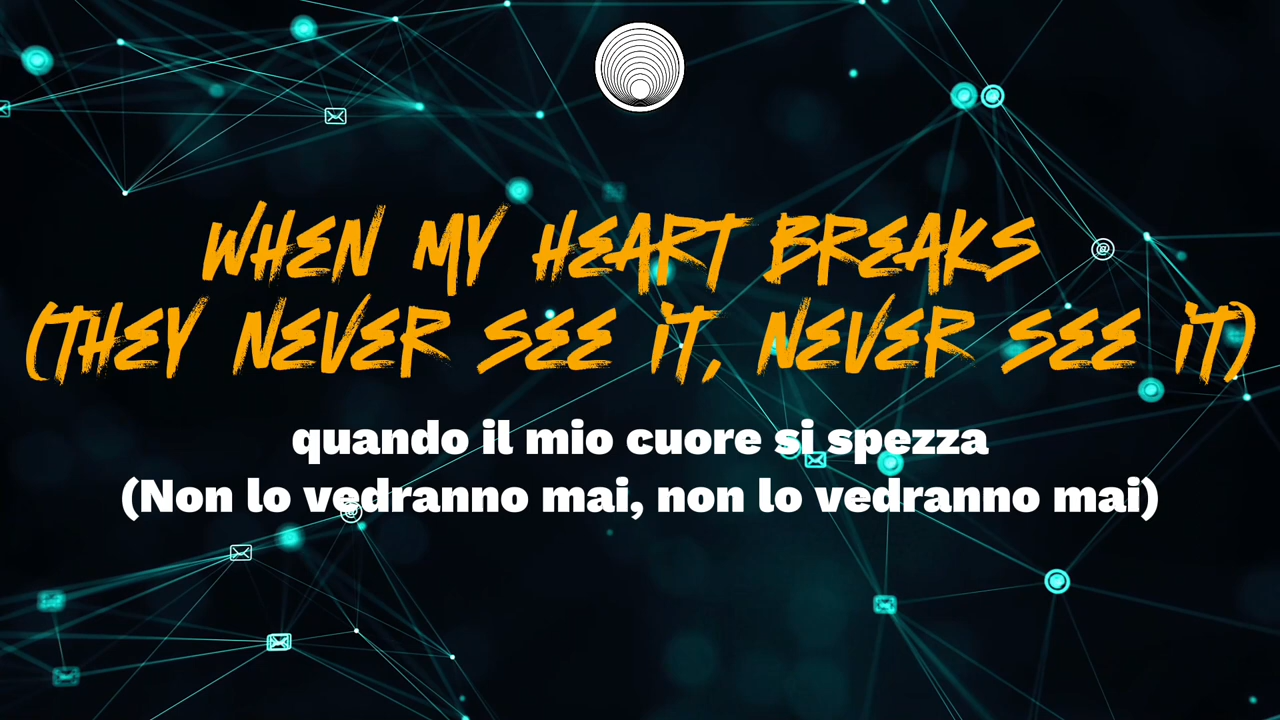 WHEN MY HEART BREAKS
(THEY NEVER SEE IT, NEVER SEE IT)
quando il mio cuore si spezza
(Non lo vedranno mai, non lo vedranno mai)